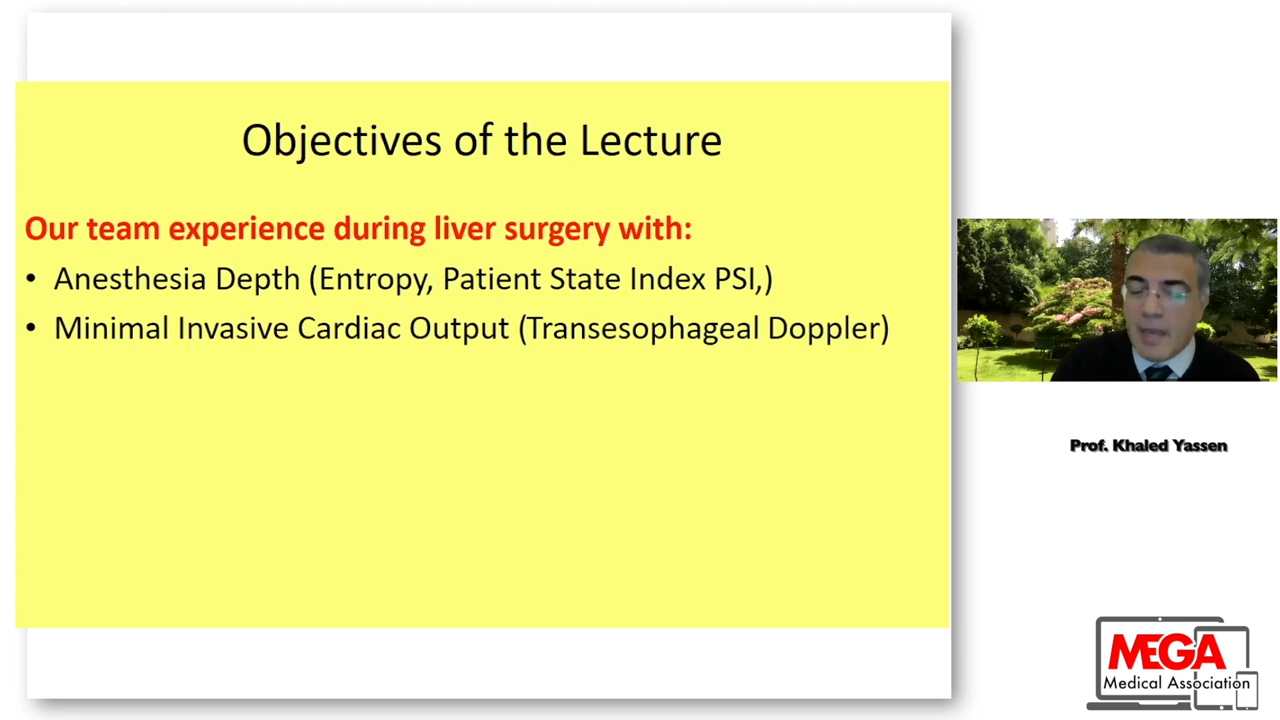 Objectives of the Lecture
Our team experience during liver surgery with:
• Anesthesia Depth (Entropy, Patient State Index PSI,)
• Minimal Invasive Cardiac Output (Transesophageal Doppler)
Prof. Khaled Yassen
MEGA
Medical Association